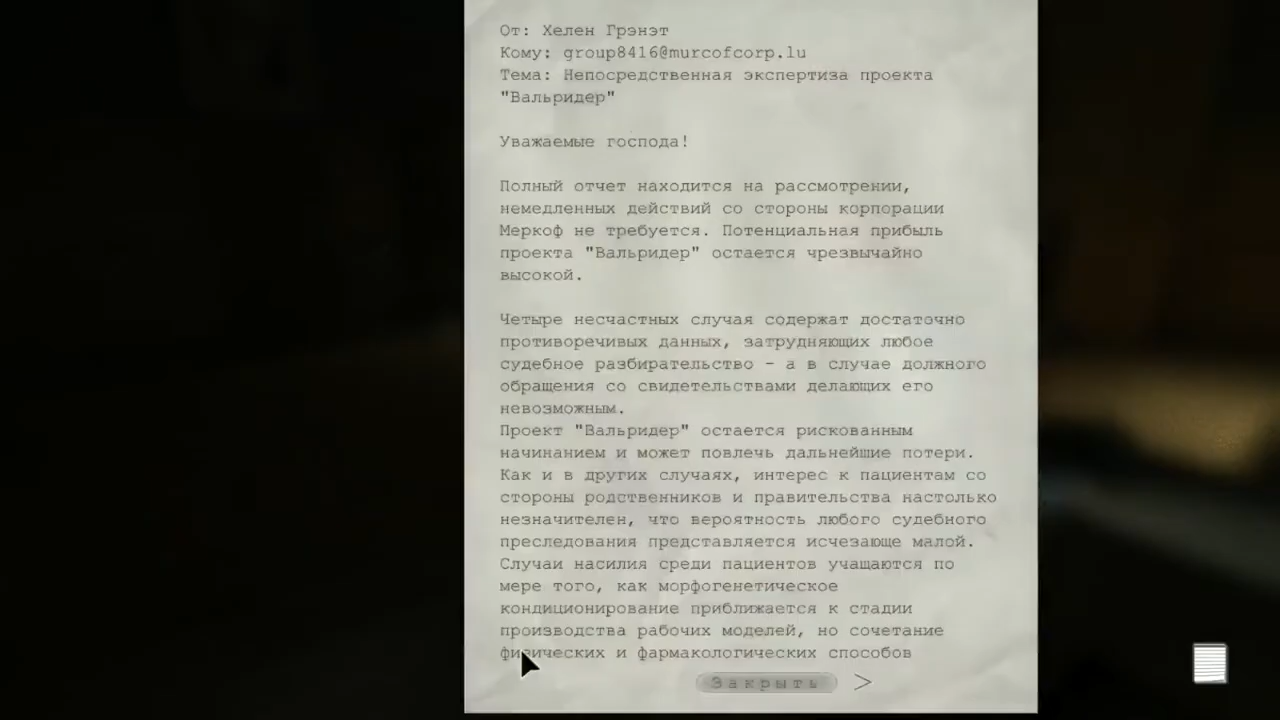 От: Хелен Грэнэт
Кому: group8416@murcofcorp.lu
Тема: Непосредственная экспертиза проекта
"Вальридер"
Уважаемые господа!
Полный отчет находится на рассмотрении,
немедленных действий со стороны корпорации
Меркоф не требуется. Потенциальная прибыль
проекта "Вальридер" остается чрезвычайно
высокой.
Четыре несчастных случая содержат достаточно
противоречивых данных, затрудняющих любое
судебное разбирательство - а в случае должного
обращения со свидетельствами делающих его
невозможным.
Проект "Вальридер" остается рискованным
начинанием и может повлечь дальнейшие потери.
Как и в других случаях, интерес к пациентам со
стороны родственников и правительства настолько
незначителен, что вероятность любого судебного
преследования представляется исчезающе малой.
Случаи насилия среди пациентов учащаются по
мере того, как морфогенетическое
кондиционирование приближается к стадии
производства рабочих моделей, но сочетание
физических и фармакологических способов
Закрыть >